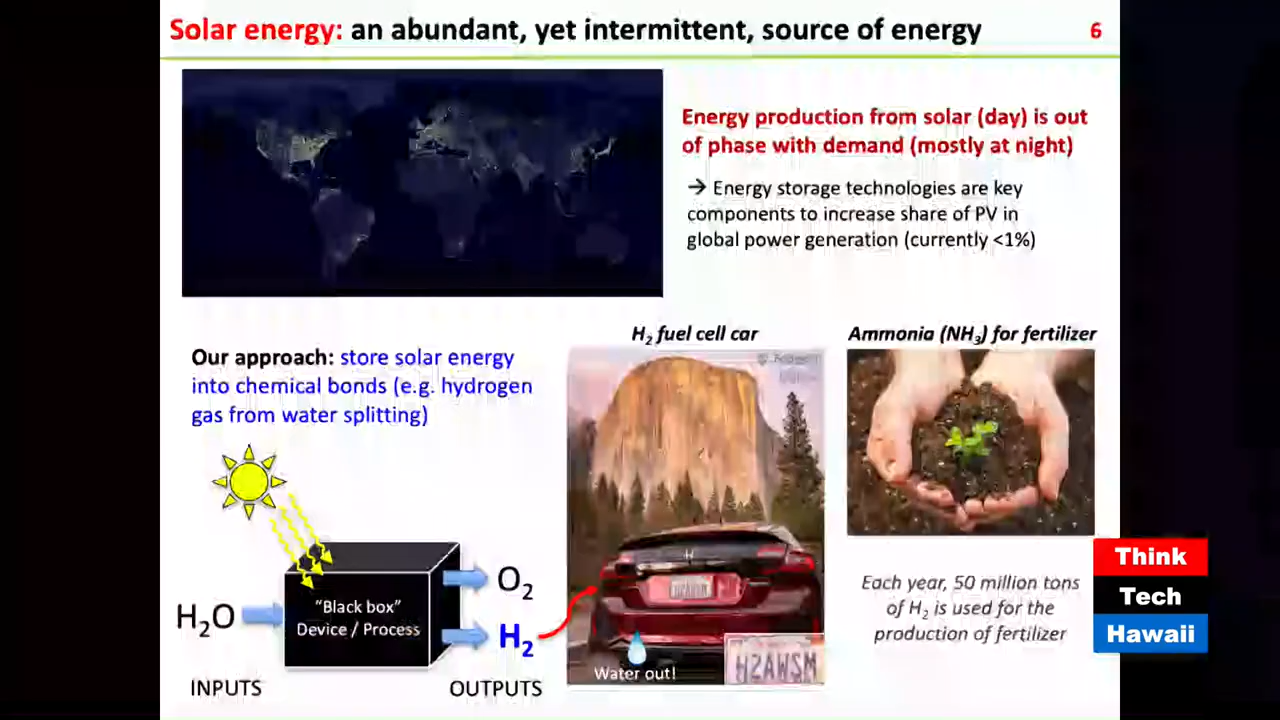 Solar energy: an abundant, yet intermittent, source of energy
6
Energy production from solar (day) is out
of phase with demand (mostly at night)
→ Energy storage technologies are key
components to increase share of PV in
global power generation (currently <1%)
Our approach: store solar energy
into chemical bonds (e.g. hydrogen
gas from water splitting)
H₂O
"Black box"
Device / Process
O₂
H₂
INPUTS
OUTPUTS
H₂ fuel cell car
Water out!
H2AWSM
Ammonia (NH₃) for fertilizer
Each year, 50 million tons
of H₂ is used for the
production of fertilizer
Think
Tech
Hawaii